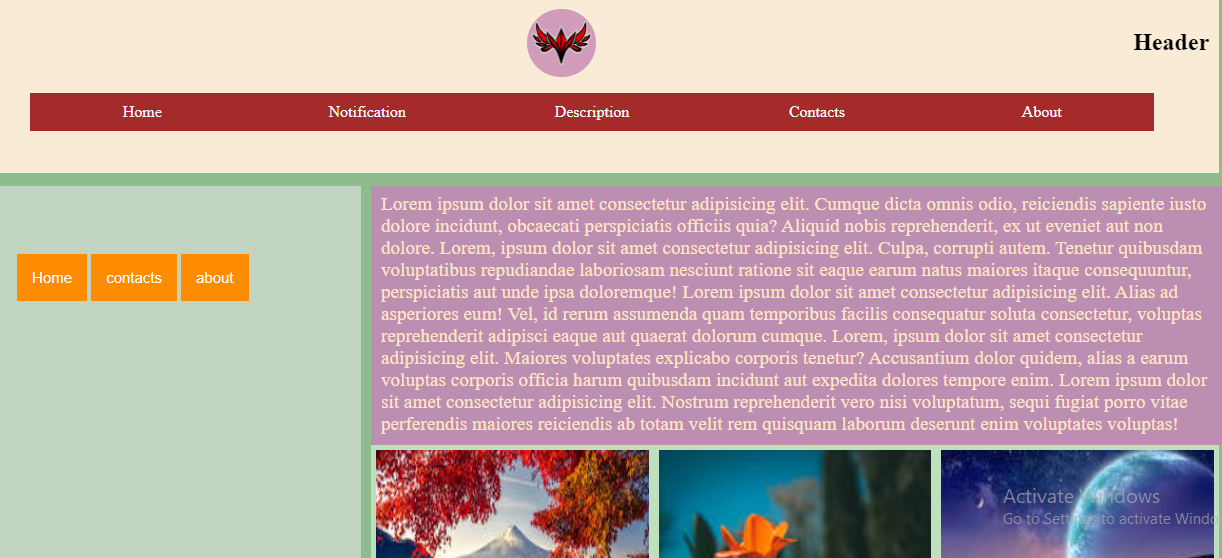 Header
Home Notification Description Contacts About
Home contacts about
Lorem ipsum dolor sit amet consectetur adipisicing elit. Cumque dicta omnis odio, reiciendis sapiente iusto
dolore incidunt, obcaecati perspiciatis officiis quia? Aliquid nobis reprehenderit, ex ut eveniet aut non
dolore. Lorem, ipsum dolor sit amet consectetur adipisicing elit. Culpa, corrupti autem. Tenetur quibusdam
voluptatibus repudiandae laboriosam nesciunt ratione sit eaque earum natus maiores itaque consequuntur,
perspiciatis aut unde ipsa doloremque! Lorem ipsum dolor sit amet consectetur adipisicing elit. Alias ad
asperiores eum! Vel, id rerum assumenda quam temporibus facilis consequatur soluta consectetur, voluptas
reprehenderit adipisci eaque aut quaerat dolorum cumque. Lorem, ipsum dolor sit amet consectetur
adipisicing elit. Maiores voluptates explicabo corporis tenetur? Accusantium dolor quidem, alias a earum
voluptas corporis officia harum quibusdam incidunt aut expedita dolores tempore enim. Lorem ipsum dolor
sit amet consectetur adipisicing elit. Nostrum reprehenderit vero nisi voluptatum, sequi fugiat porro vitae
perferendis maiores reiciendis ab totam velit rem quisquam laborum deserunt enim voluptates voluptas!
Activate Windows
Go to Settings to activate Windo